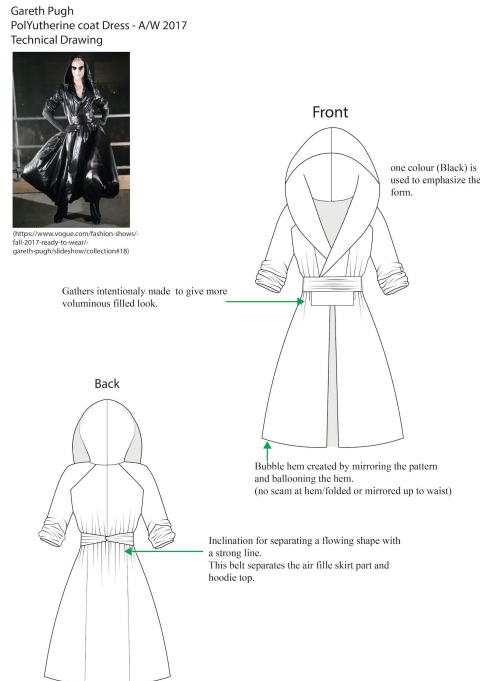 Gareth Pugh
PolYutherine coat Dress - A/W 2017
Technical Drawing
(https://www.vogue.com/fashion-shows/-
fall-2017-ready-to-wear/-
gareth-pugh/slideshow/collection#18)
Front
one colour (Black) is
used to emphasize the
form.
Gathers intentionaly made  to give more
voluminous filled look.
Back
Bubble hem created by mirroring the pattern
and ballooning the hem.
(no seam at hem/folded or mirrored up to waist)
Inclination for separating a flowing shape with
a strong line.
This belt separates the air fille skirt part and
hoodie top.